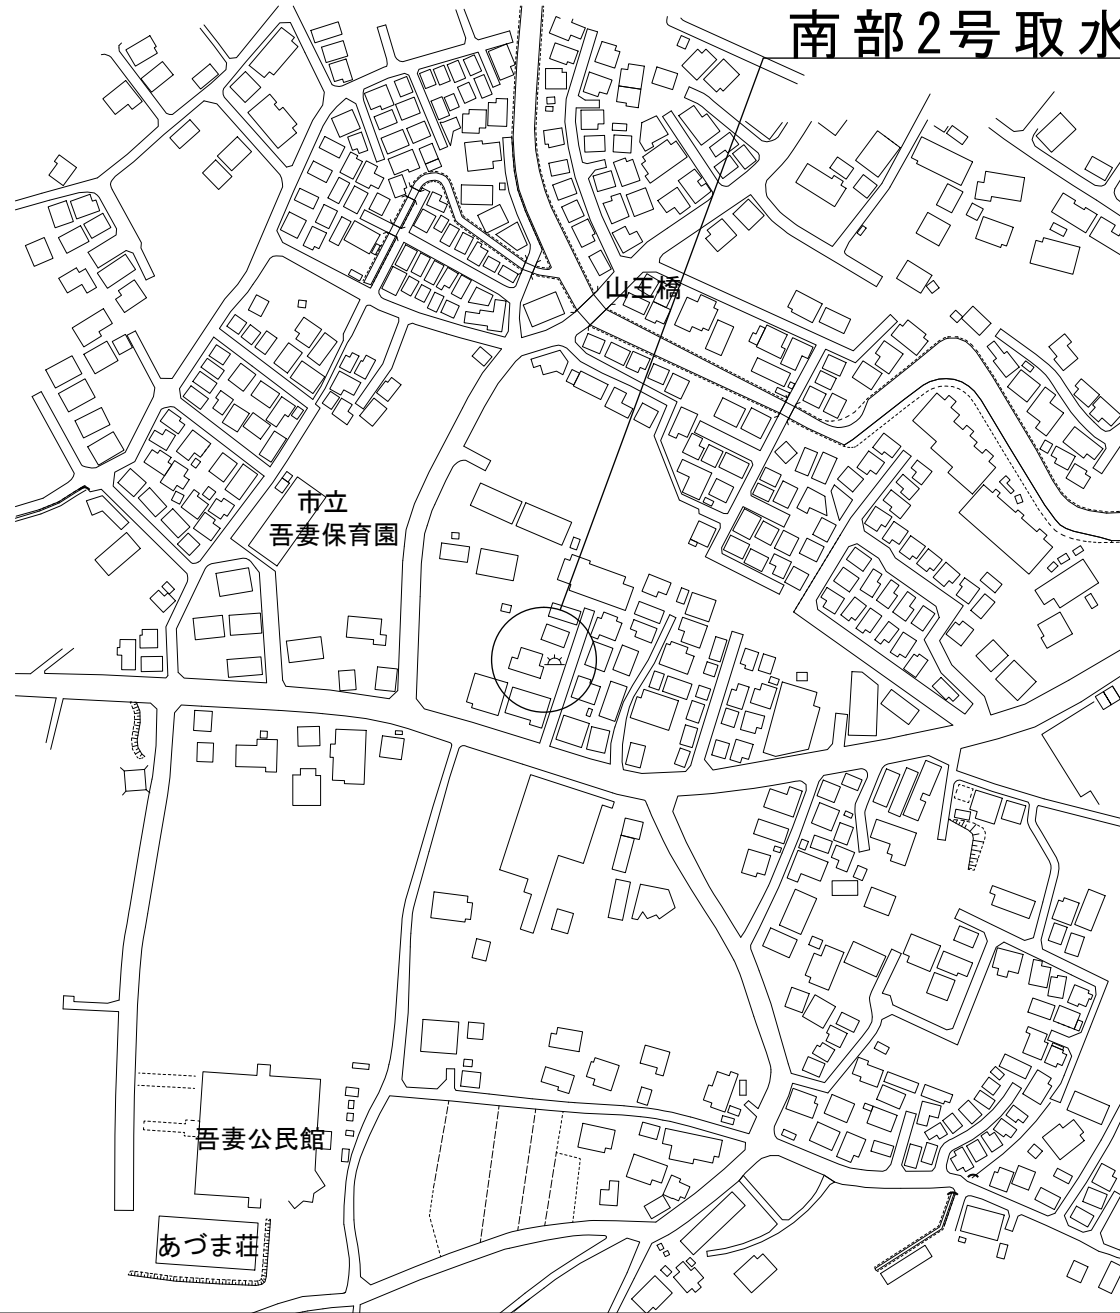 南部2号取水
山王橋
市立
吾妻保育園
吾妻公民館
あづま荘